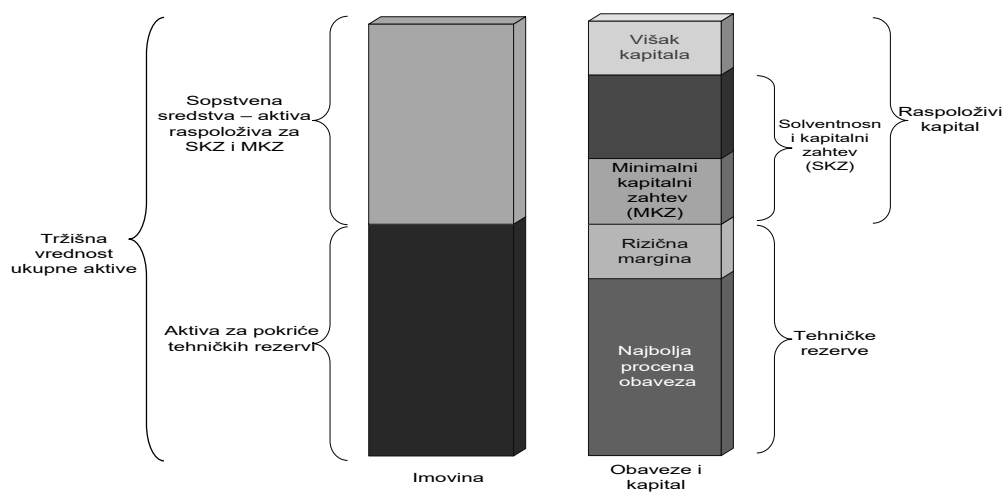 Tržišna
vrednost
ukupne aktive
Sopstvena
sredstva – aktiva
raspoloživa za
SKZ i MKZ
Aktiva za pokriće
tehničkih rezervi
Imovina
Višak
kapitala
Minimalni
kapitalni
zahtev
(MKZ)
Rizična
margina
Najbolja
procena
obaveza
Obaveze i
kapital
Solventnosn
i kapitalni
zahtev
(SKZ)
Raspoloživi
kapital
Tehničke
rezerve